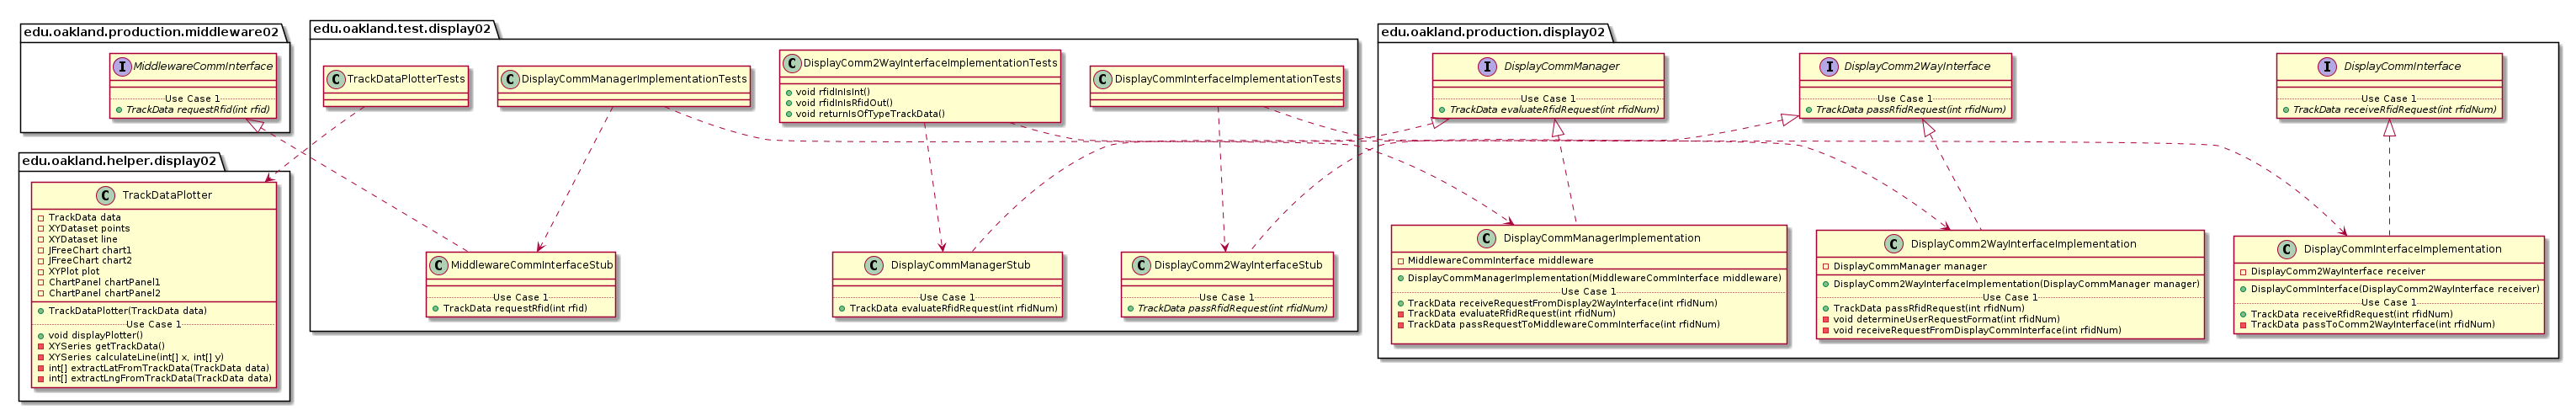 edu.oakland.production.middleware02
I MiddlewareCommInterface
Use Case 1
TrackData requestRfid(int rfid)
edu.oakland.helper.display02
C TrackDataPlotter
TrackData data
XYDataset points
XYDataset line
JFreeChart chart1
JFreeChart chart2
XYPlot plot
ChartPanel chartPanel1
ChartPanel chartPanel2
TrackDataPlotter(TrackData data)
Use Case 1
void displayPlotter()
XYSeries getTrackData()
XYSeries calculateLine(int[] x, int[] y)
int[] extractLatFromTrackData(TrackData data)
int[] extractLngFromTrackData(TrackData data)
edu.oakland.test.display02
C TrackDataPlotterTests
C DisplayCommManagerImplementationTests
C DisplayComm2WayInterfaceImplementationTests
void rfidInIsInt()
void rfidInIsRfidOut()
void returnIsOfTypeTrackData()
C DisplayCommInterfaceImplementationTests
C MiddlewareCommInterfaceStub
Use Case 1
TrackData requestRfid(int rfid)
C DisplayCommManagerStub
Use Case 1
TrackData evaluateRfidRequest(int rfidNum)
C DisplayComm2WayInterfaceStub
Use Case 1
TrackData passRfidRequest(int rfidNum)
edu.oakland.production.display02
I DisplayCommManager
Use Case 1
TrackData evaluateRfidRequest(int rfidNum)
I DisplayComm2WayInterface
Use Case 1
TrackData passRfidRequest(int rfidNum)
I DisplayCommInterface
Use Case 1
TrackData receiveRfidRequest(int rfidNum)
C DisplayCommManagerImplementation
MiddlewareCommInterface middleware
DisplayCommManagerImplementation(MiddlewareCommInterface middleware)
Use Case 1
TrackData receiveRequestFromDisplay2WayInterface(int rfidNum)
TrackData evaluateRfidRequest(int rfidNum)
TrackData passRequestToMiddlewareCommInterface(int rfidNum)
C DisplayComm2WayInterfaceImplementation
DisplayCommManager manager
DisplayComm2WayInterfaceImplementation(DisplayCommManager manager)
Use Case 1
TrackData passRfidRequest(int rfidNum)
void determineUserRequestFormat(int rfidNum)
void receiveRequestFromDisplayCommInterface(int rfidNum)
C DisplayCommInterfaceImplementation
DisplayComm2WayInterface receiver
DisplayCommInterface(DisplayComm2WayInterface receiver)
Use Case 1
TrackData receiveRfidRequest(int rfidNum)
TrackData passToComm2WayInterface(int rfidNum)